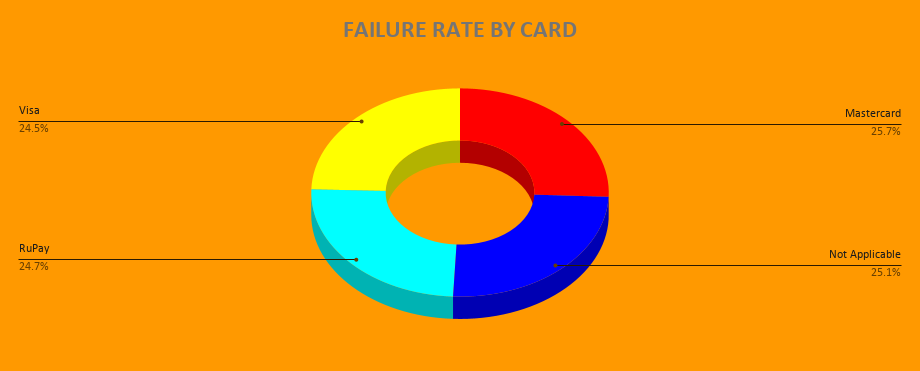 FAILURE RATE BY CARD
Visa
24.5%
Mastercard
25.7%
RuPay
24.7%
Not Applicable
25.1%